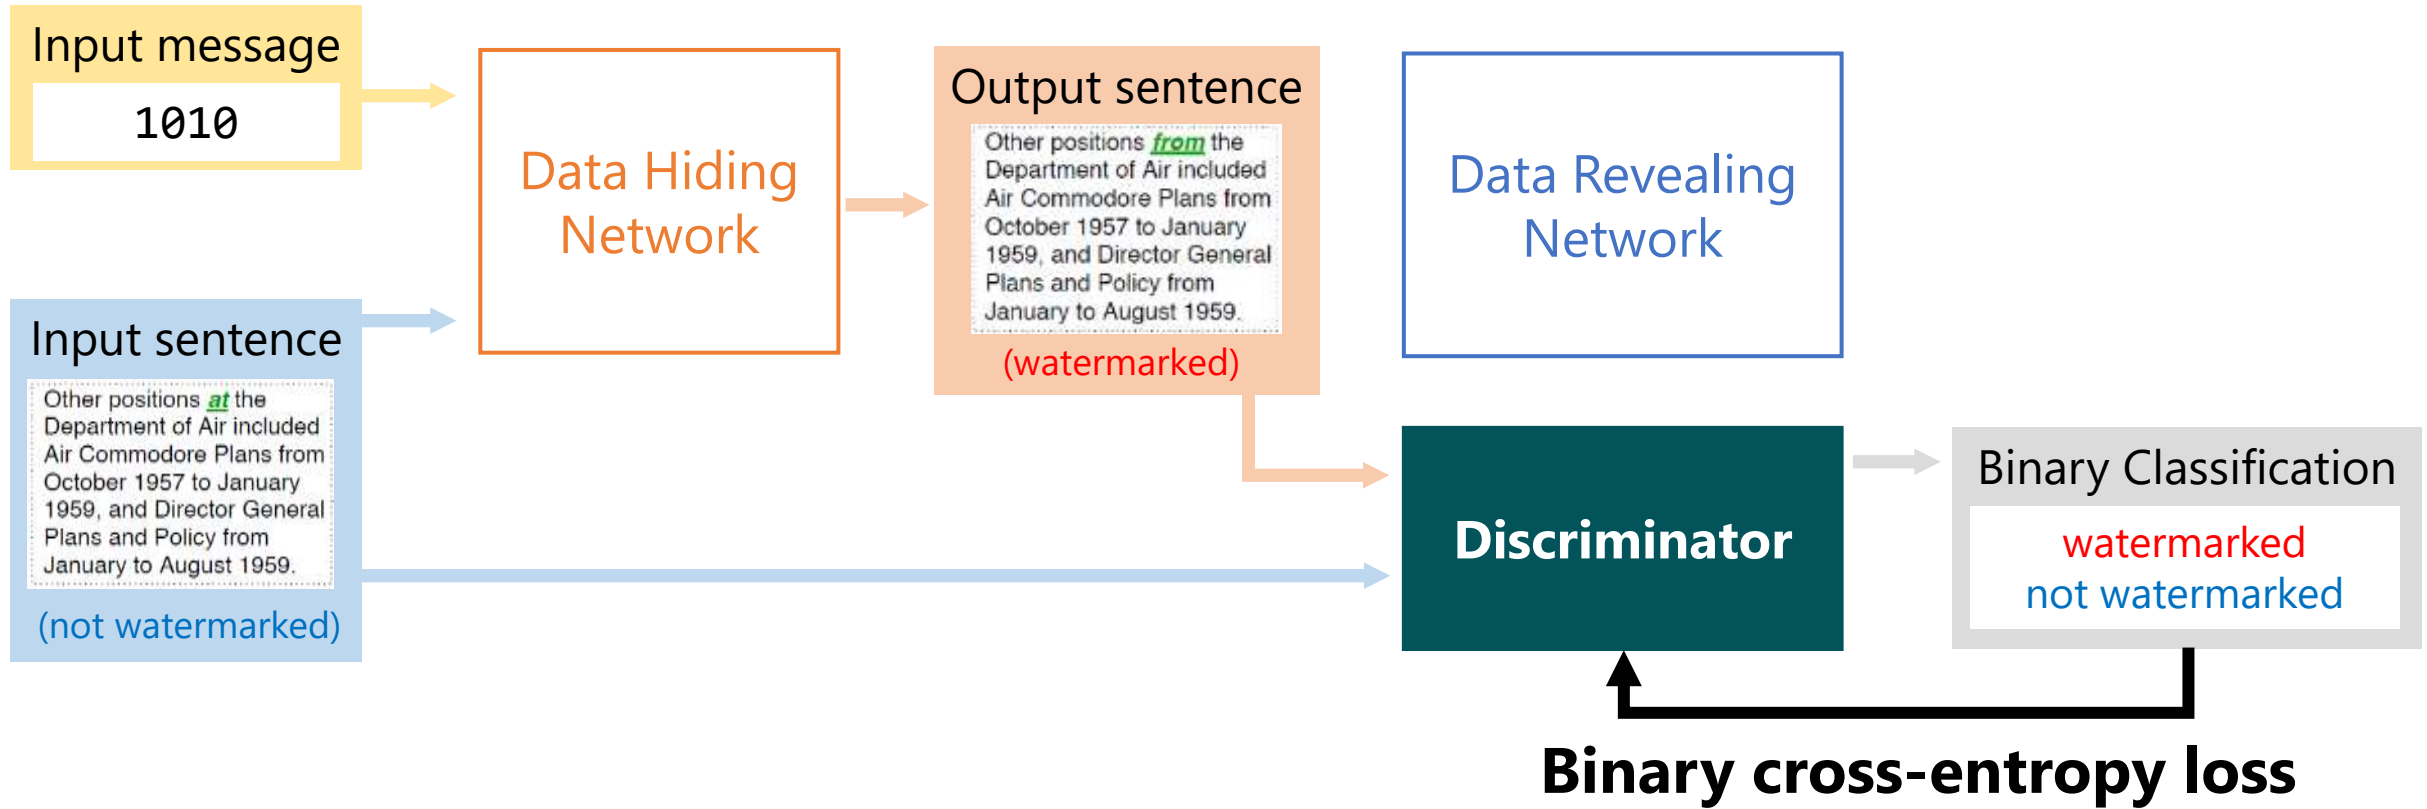 Input message
1010
Data Hiding
Network
Output sentence
Other positions from the
Department of Air included
Air Commodore Plans from
October 1957 to January
1959, and Director General
Plans and Policy from
January to August 1959.
(watermarked)
Data Revealing
Network
Input sentence
Other positions at the
Department of Air included
Air Commodore Plans from
October 1957 to January
1959, and Director General
Plans and Policy from
January to August 1959.
(not watermarked)
Discriminator
Binary Classification
watermarked
not watermarked
Binary cross-entropy loss